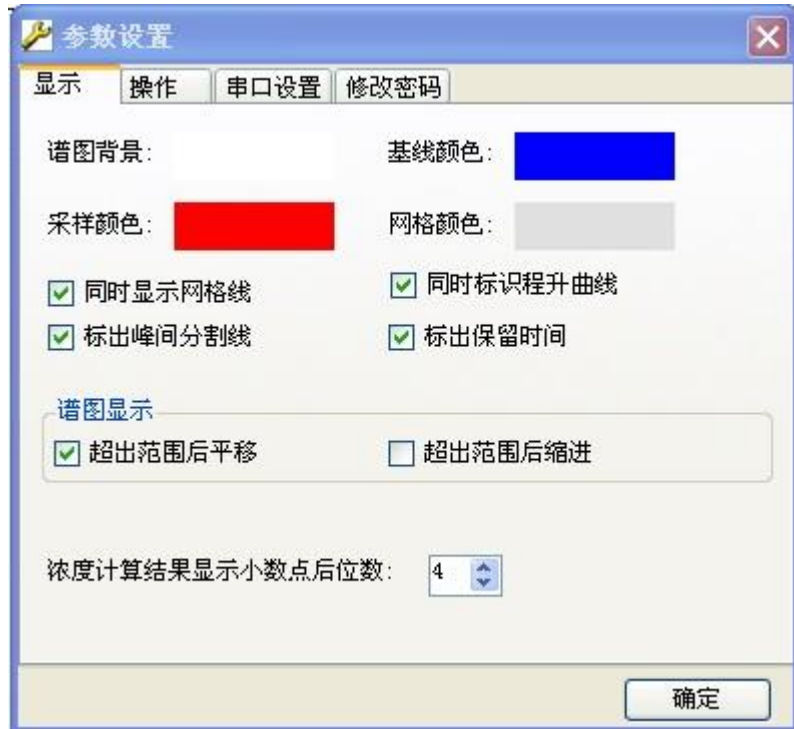 参数设置
显示 操作 串口设置 修改密码
谱图背景: 基线颜色:
采样颜色: 网格颜色:
同时显示网格线 同时标识程升曲线
标出峰间分割线 标出保留时间
谱图显示
超出范围后平移 超出范围后缩进
浓度计算结果显示小数点后位数: 4
确定